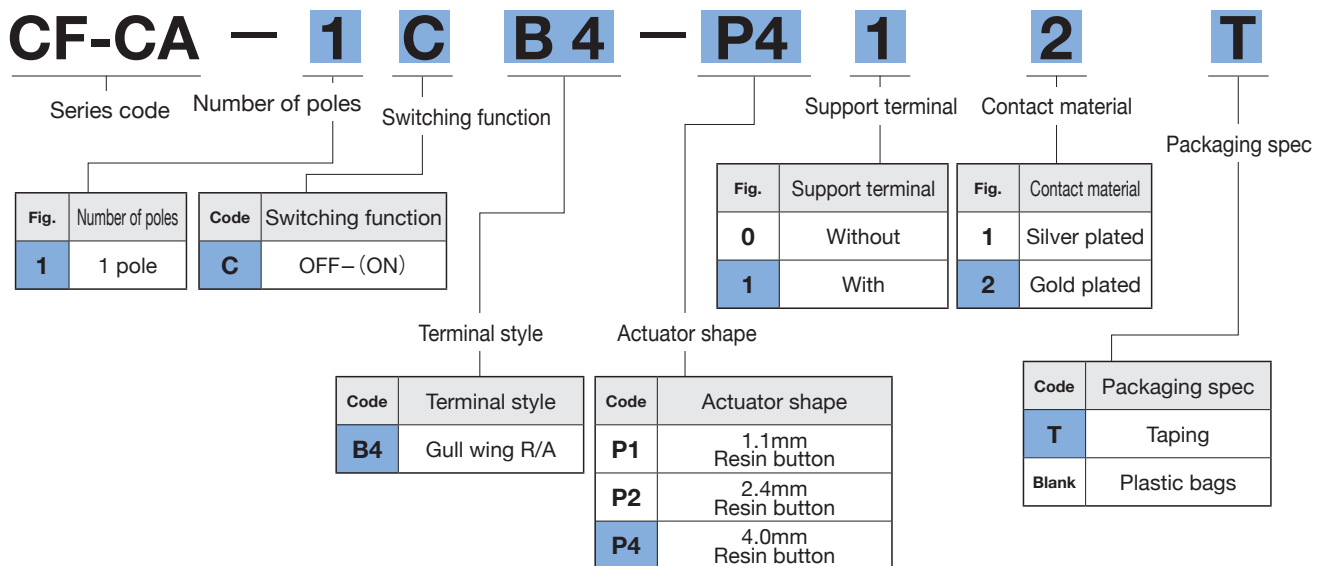 CF-CA — 1 C B 4 — P4 1 2 T
Series code
Number of poles
Switching function
Support terminal
Contact material
Packaging spec
Fig. Number of poles
1 1 pole
Code Switching function
C OFF–(ON)
Fig. Support terminal
0 Without
1 With
Fig. Contact material
1 Silver plated
2 Gold plated
Terminal style
Actuator shape
Code Terminal style
B4 Gull wing R/A
Code Actuator shape
P1 1.1mm
Resin button
P2 2.4mm
Resin button
P4 4.0mm
Resin button
Code Packaging spec
T Taping
Blank Plastic bags